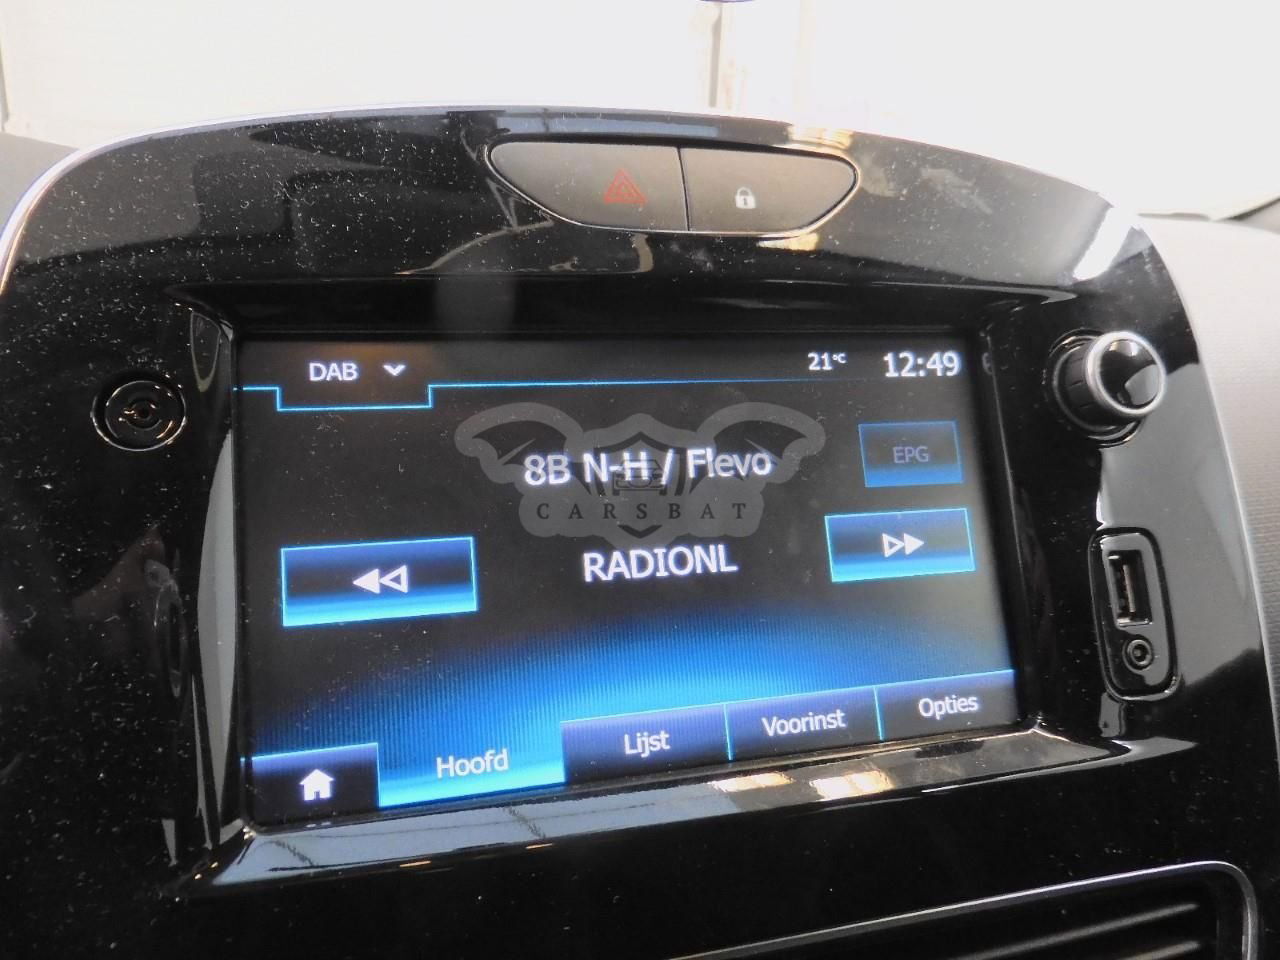 DAB
21°C 12:49
8B N-H / Flevo
EPG
CARSBAT
RADIONL
Hoofd
Lijst
Voorinst
Opties